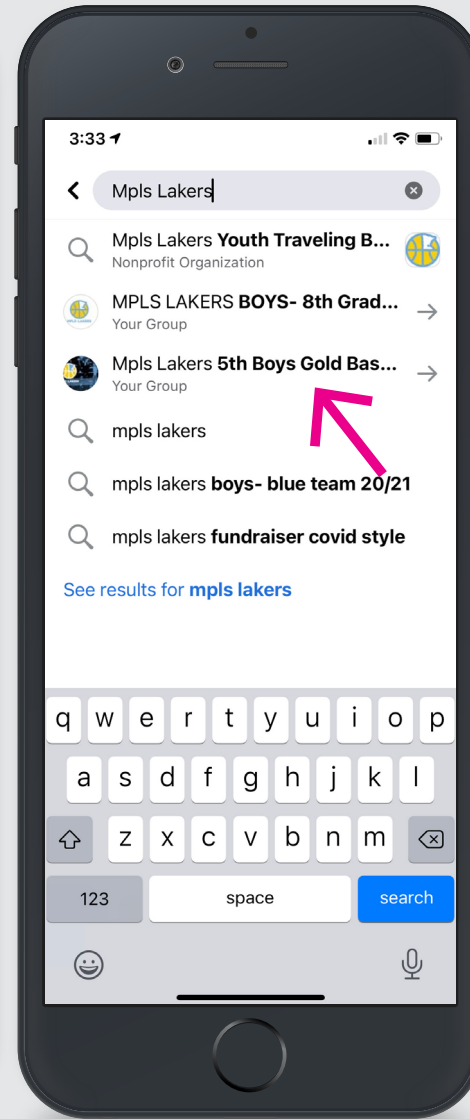 3:33
Mpls Lakers
Mpls Lakers Youth Traveling B...
Nonprofit Organization
MPLS LAKERS BOYS- 8th Grad...
Your Group
Mpls Lakers 5th Boys Gold Bas...
Your Group
mpls lakers
mpls lakers boys- blue team 20/21
mpls lakers fundraiser covid style
See results for mpls lakers
q w e r t y u i o p
a s d f g h j k l
z x c v b n m
123 space search